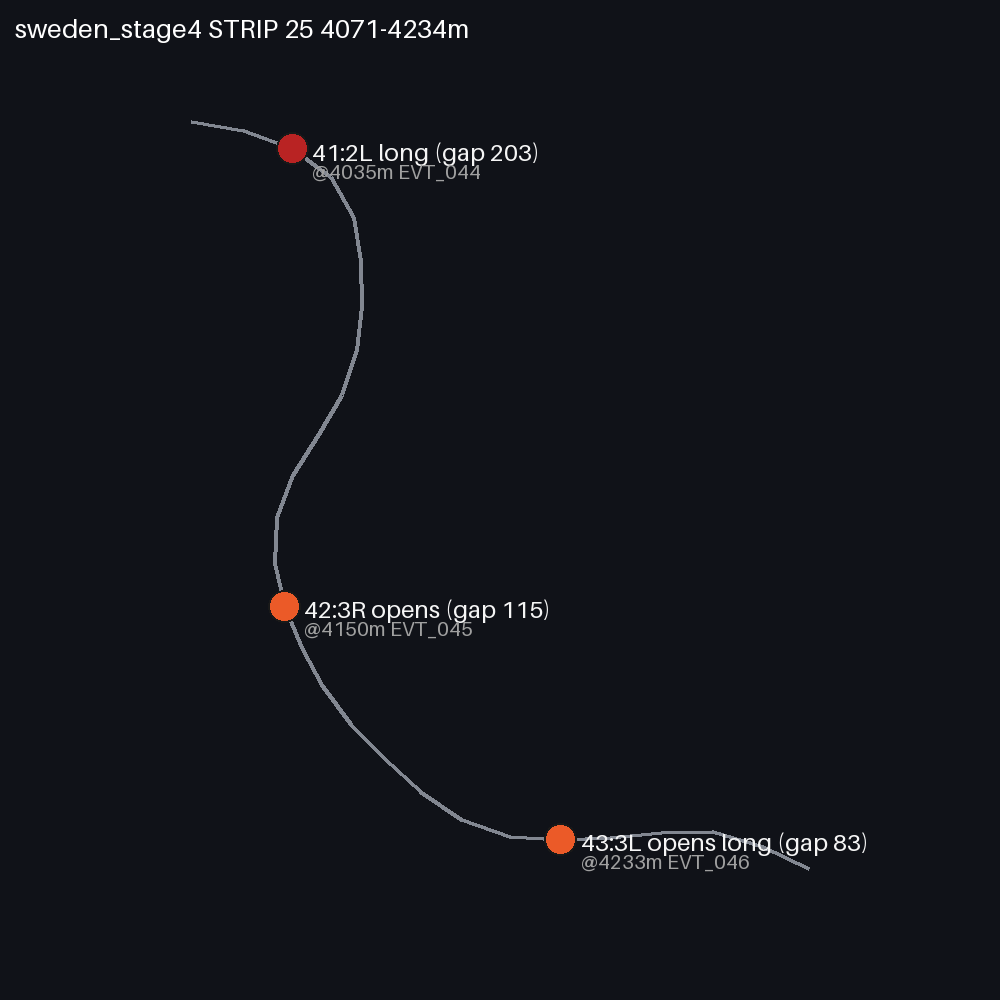 sweden_stage4 STRIP 25 4071-4234m
41:2L long (gap 203)
@4035m EVT_044
42:3R opens (gap 115)
@4150m EVT_045
43:3L opens long (gap 83)
@4233m EVT_046